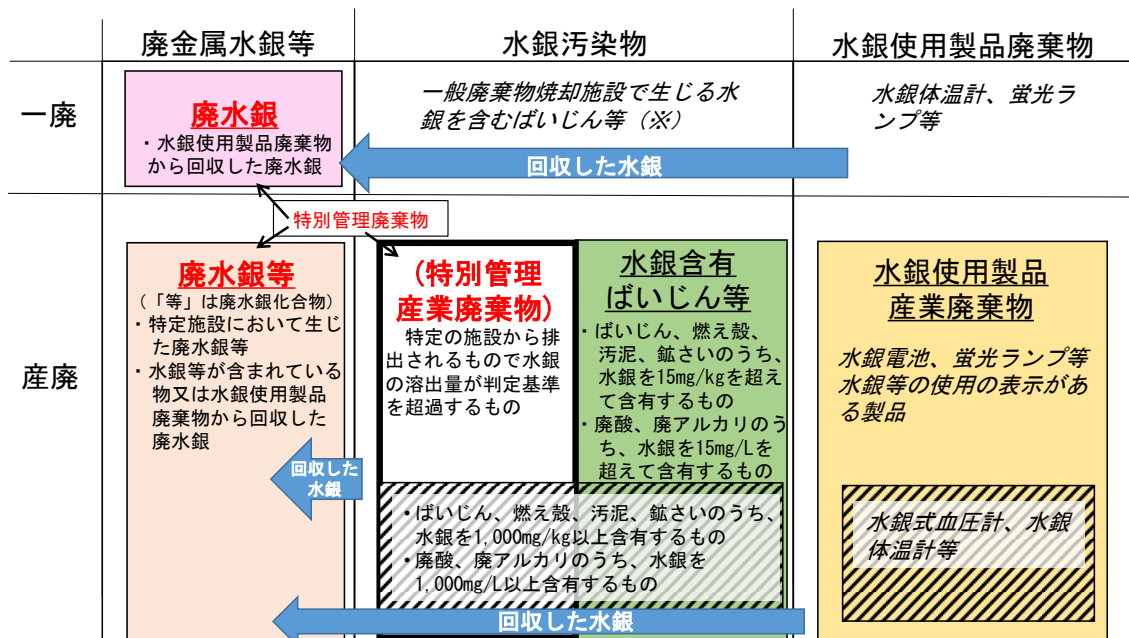 廃金属水銀等
水銀汚染物
水銀使用製品廃棄物
一廃
廃水銀
・水銀使用製品廃棄物
から回収した廃水銀
一般廃棄物焼却施設で生じる水
銀を含むばいじん等（※）
水銀体温計、蛍光ラ
ンプ等
回収した水銀
特別管理廃棄物
産廃
廃水銀等
（「等」は廃水銀化合物）
・特定施設において生じ
た廃水銀等
・水銀等が含まれている
物又は水銀使用製品
廃棄物から回収した
廃水銀
回収した
水銀
(特別管理
産業廃棄物)
特定の施設から排
出されるもので水銀
の溶出量が判定基準
を超過するもの
水銀含有
ばいじん等
・ばいじん、燃え殻、
汚泥、鉱さいのうち、
水銀を15mg/kgを超え
て含有するもの
・廃酸、廃アルカリのう
ち、水銀を15mg/Lを
超えて含有するもの
・ばいじん、燃え殻、汚泥、鉱さいのうち、
水銀を1,000mg/kg以上含有するもの
・廃酸、廃アルカリのうち、水銀を
1,000mg/L以上含有するもの
水銀使用製品
産業廃棄物
水銀電池、蛍光ランプ等
水銀等の使用の表示があ
る製品
水銀式血圧計、水銀
体温計等
回収した水銀